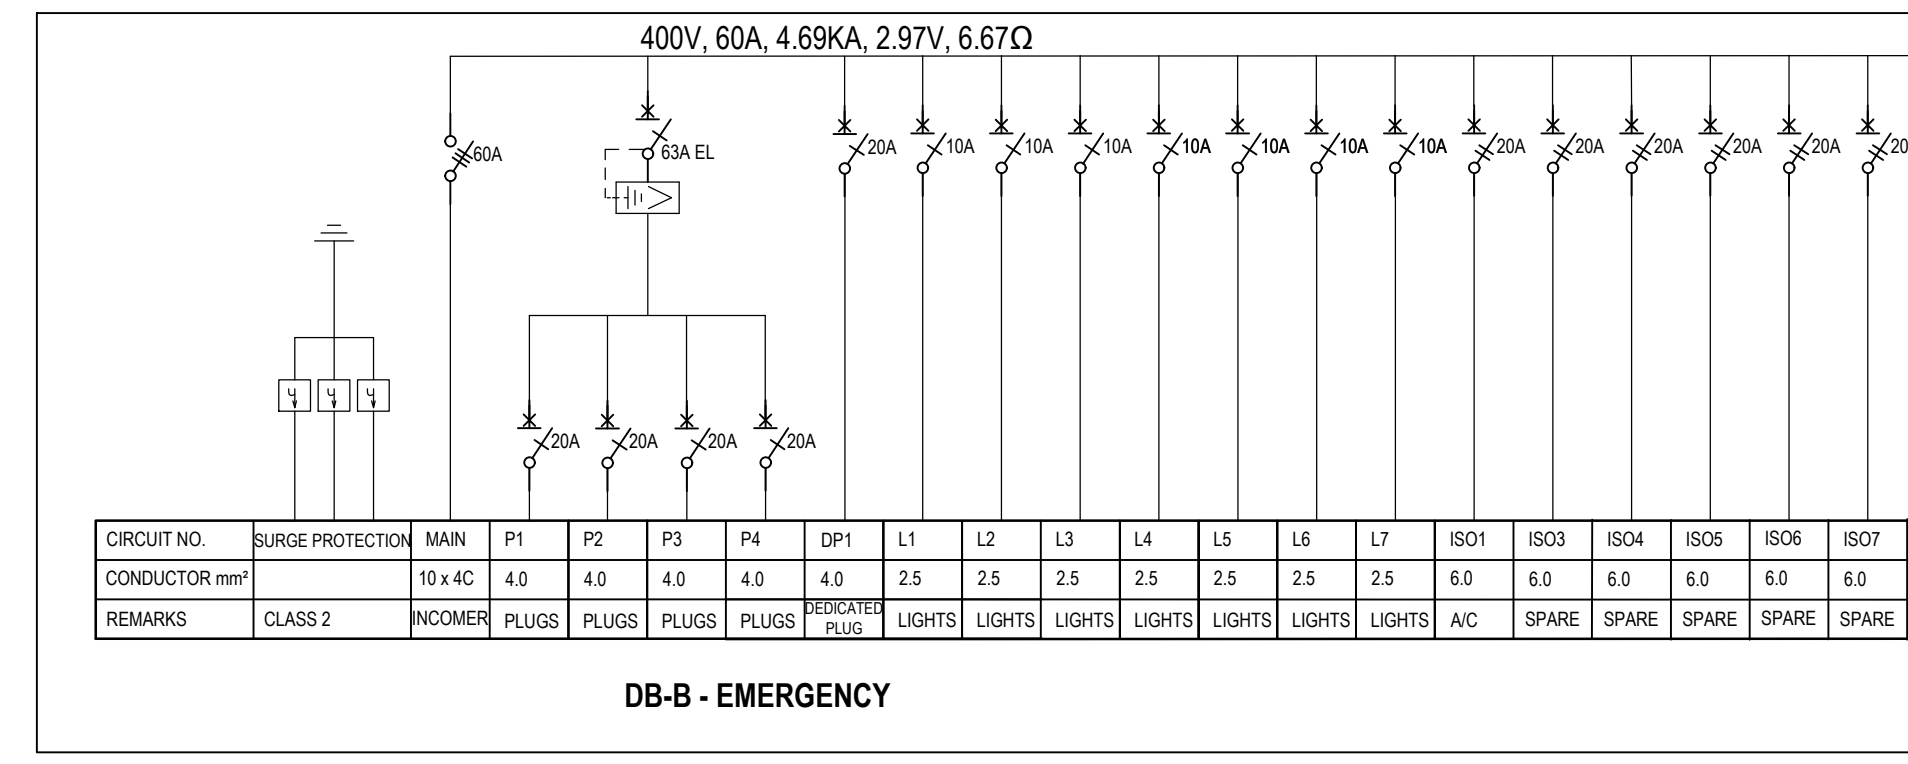 400V, 60A, 4.69KA, 2.97V, 6.67Ω
60A
63A EL
20A 10A 10A 10A 10A 10A 10A 10A 20A 20A 20A 20A 20A 20
20A 20A 20A 20A
CIRCUIT NO. SURGE PROTECTION MAIN P1 P2 P3 P4 DP1 L1 L2 L3 L4 L5 L6 L7 ISO1 ISO3 ISO4 ISO5 ISO6 ISO7
CONDUCTOR mm² 10 x 4C 4.0 4.0 4.0 4.0 4.0 2.5 2.5 2.5 2.5 2.5 2.5 2.5 6.0 6.0 6.0 6.0 6.0 6.0
REMARKS CLASS 2 INCOMER PLUGS PLUGS PLUGS PLUGS DEDICATED PLUG LIGHTS LIGHTS LIGHTS LIGHTS LIGHTS LIGHTS LIGHTS A/C SPARE SPARE SPARE SPARE SPARE
DB-B - EMERGENCY